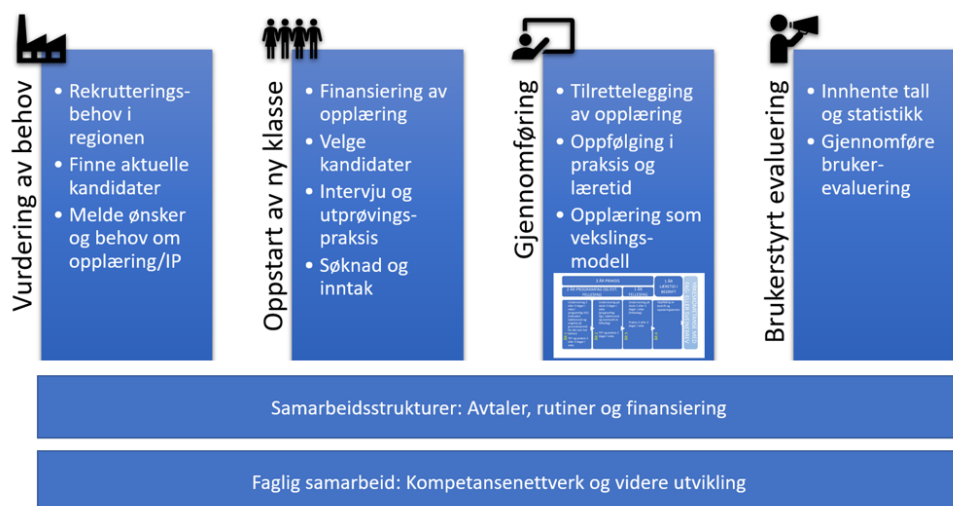 Vurdering av behov
• Rekrutterings-
behov i
regionen
• Finne aktuelle
kandidater
• Melde ønsker
og behov om
opplæring/IP
Oppstart av ny klasse
• Finansiering av
opplæring
• Velge
kandidater
• Intervju og
utprøvings-
praksis
• Søknad og
inntak
Gjennomføring
• Tilrettelegging
av opplæring
• Oppfølging i
praksis og
læretid
• Opplæring som
vekslings-
modell
Brukerstyrt evaluering
• Innhente tall
og statistikk
• Gjennomføre
bruker-
evaluering
Samarbeidsstrukturer: Avtaler, rutiner og finansiering
Faglig samarbeid: Kompetansenettverk og videre utvikling